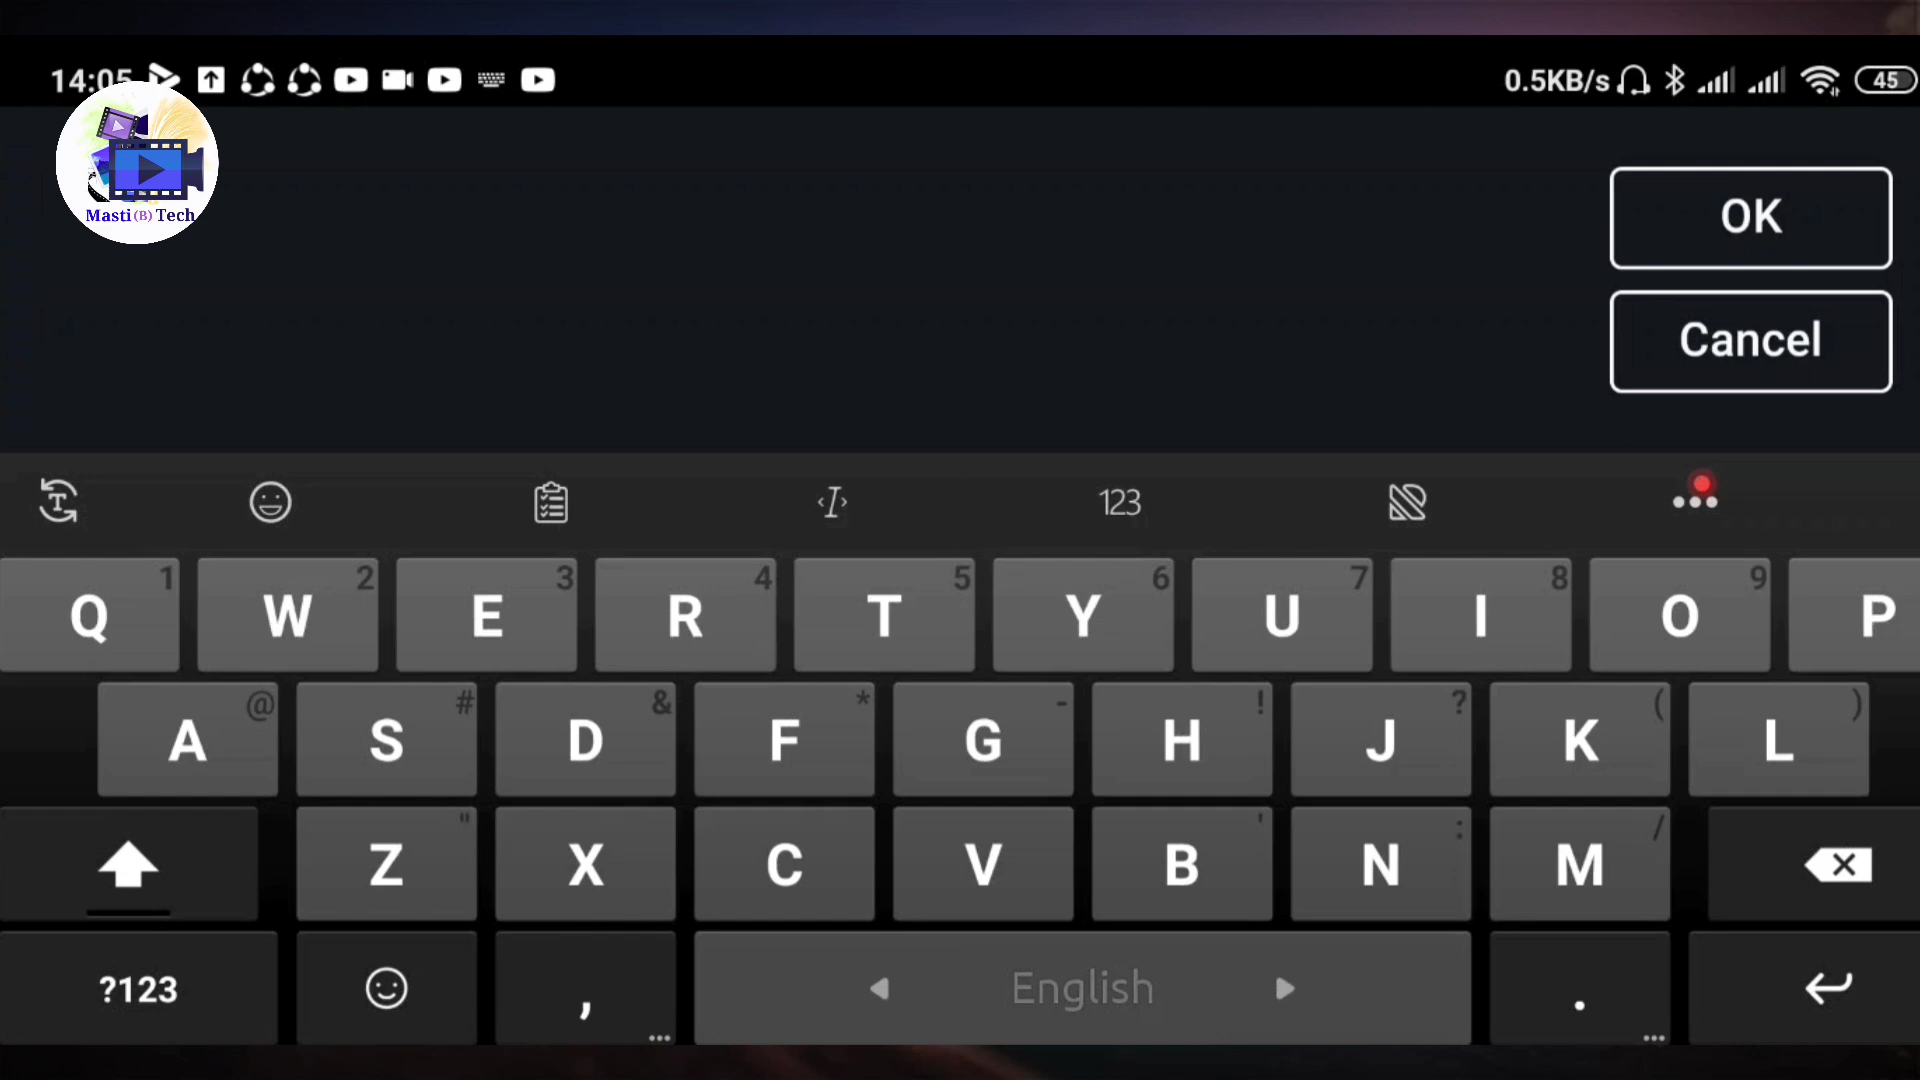 14:05
0.5KB/s
45
Masti (B) Tech
OK
Cancel
123
Q 1 W 2 E 3 R 4 T 5 Y 6 U 7 I 8 O 9 P
A @ S # D & F * G - H ! J ? K ( L )
Z " X C V B ' N : M /
?123 , English .